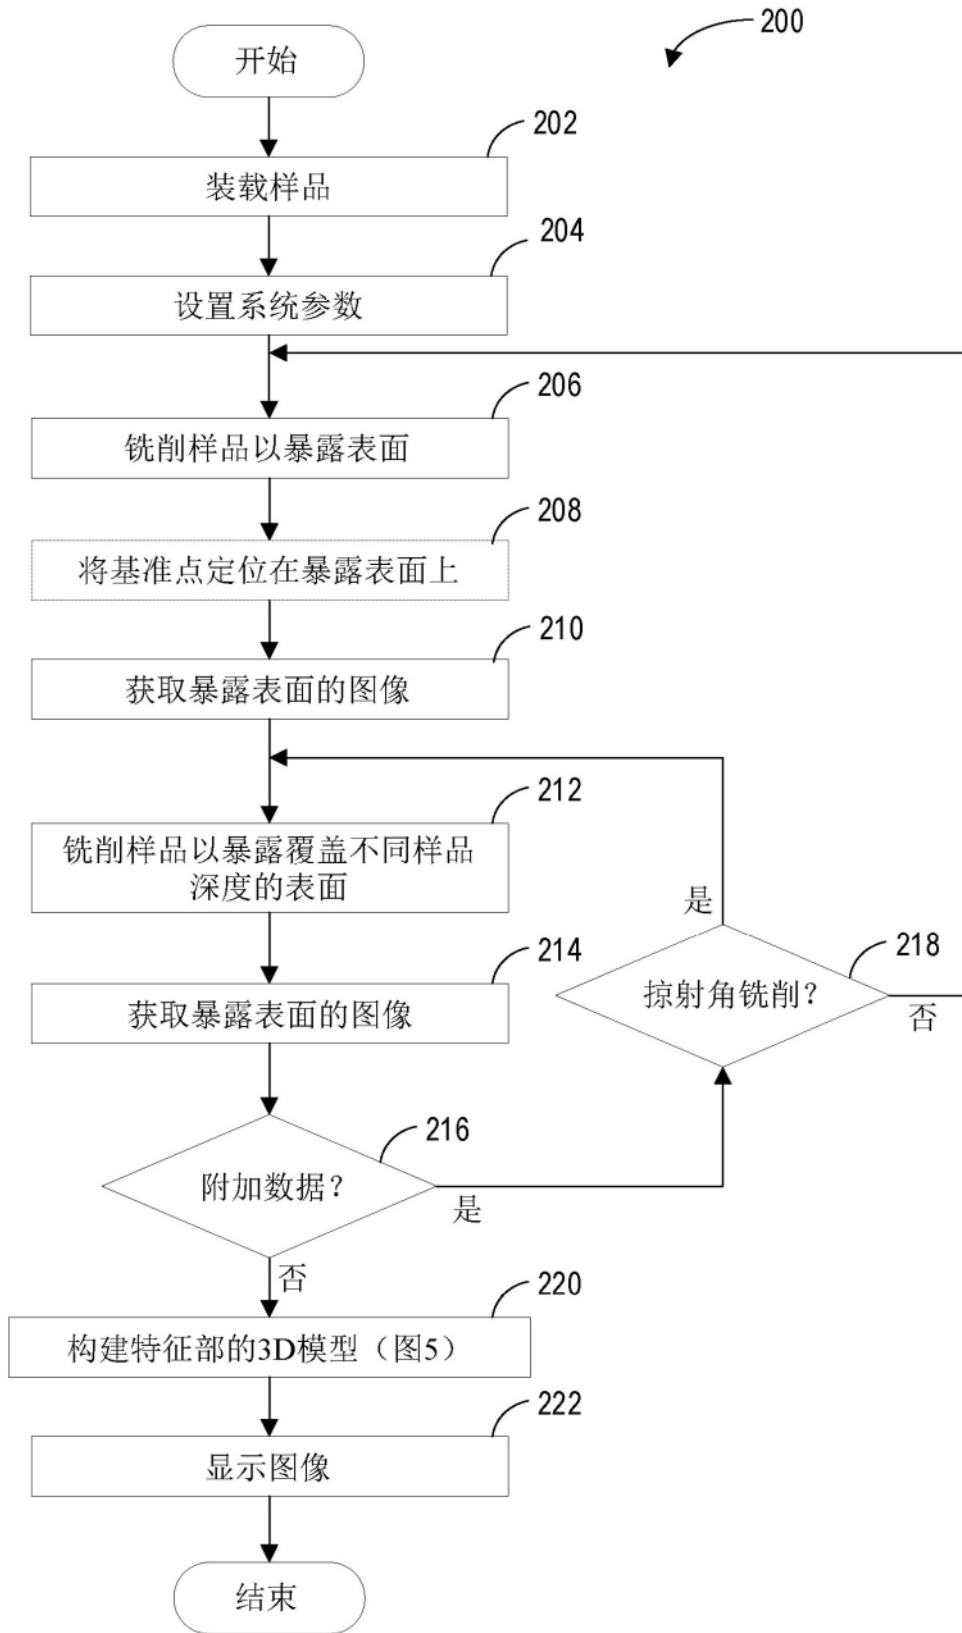 200
开始
202
装载样品
204
设置系统参数
206
铣削样品以暴露表面
208
将基准点定位在暴露表面上
210
获取暴露表面的图像
212
铣削样品以暴露覆盖不同样品
深度的表面
是
218
掠射角铣削？
否
214
获取暴露表面的图像
216
附加数据？
是
否
220
构建特征部的3D模型（图5）
222
显示图像
结束